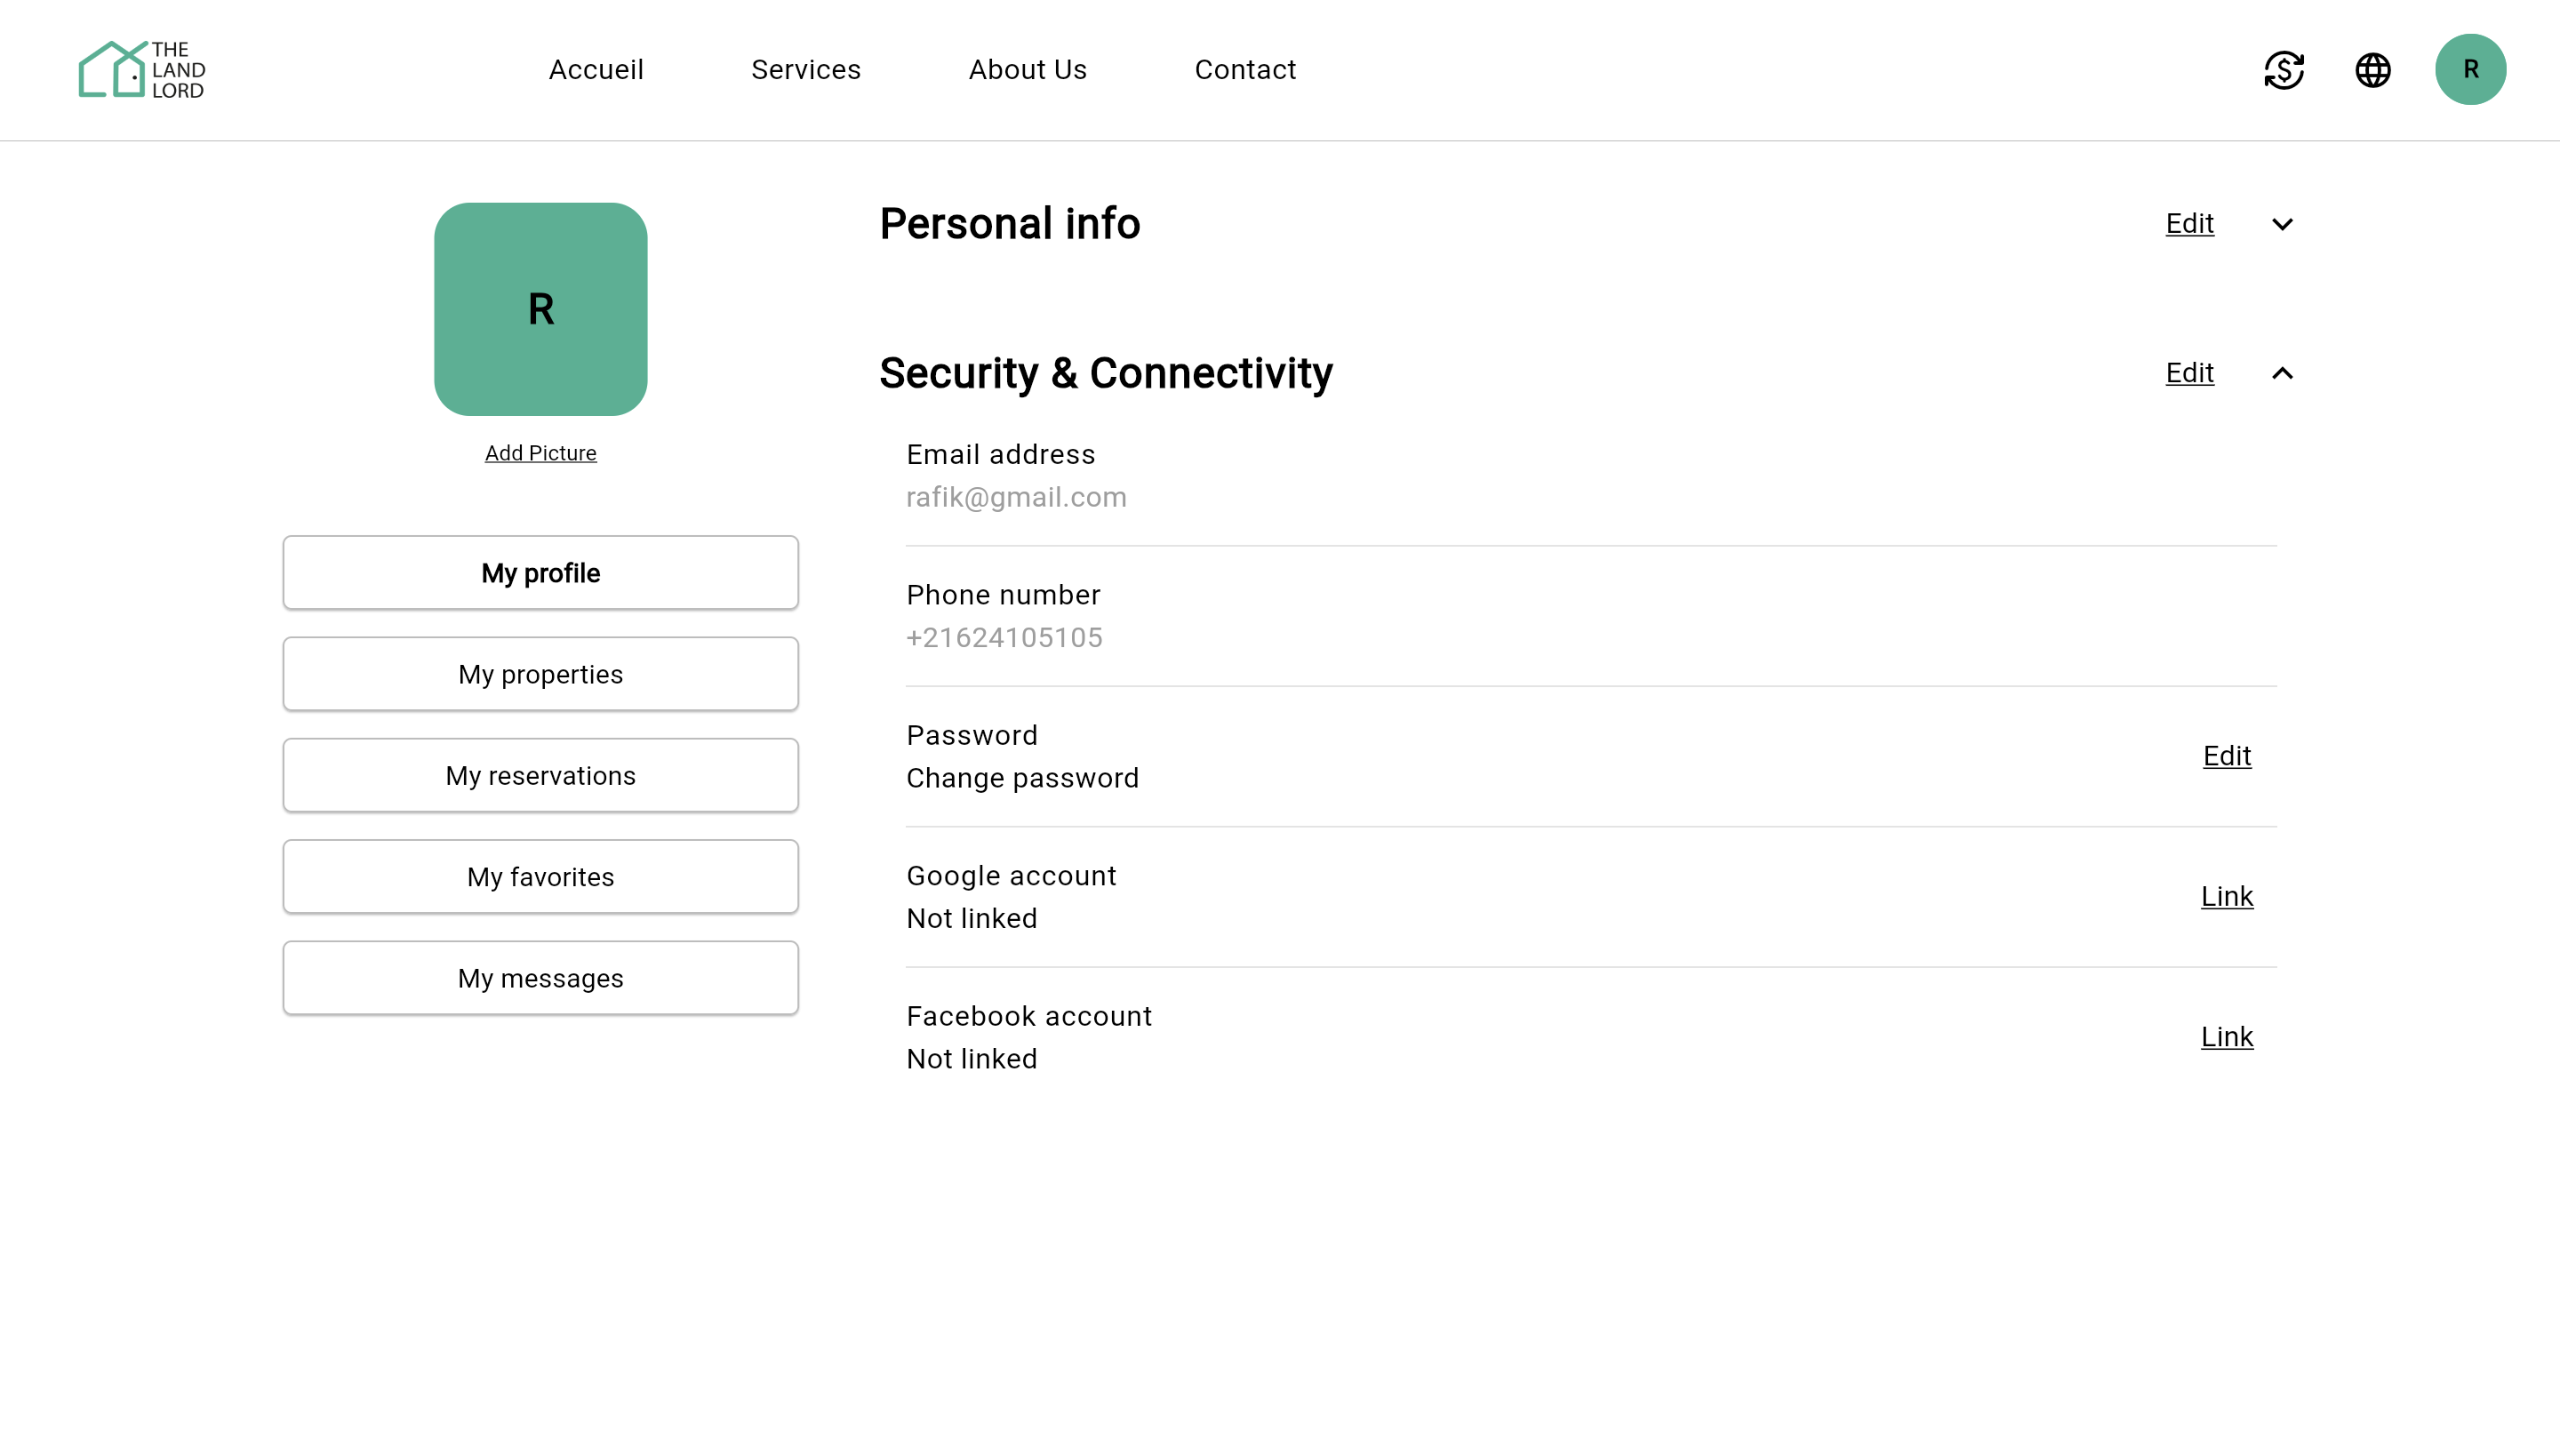 THE
LAND
LORD
Accueil
Services
About Us
Contact
R
R
Add Picture
My profile
My properties
My reservations
My favorites
My messages
Personal info
Edit
Security & Connectivity
Edit
Email address
rafik@gmail.com
Phone number
+21624105105
Password
Change password
Edit
Google account
Not linked
Link
Facebook account
Not linked
Link